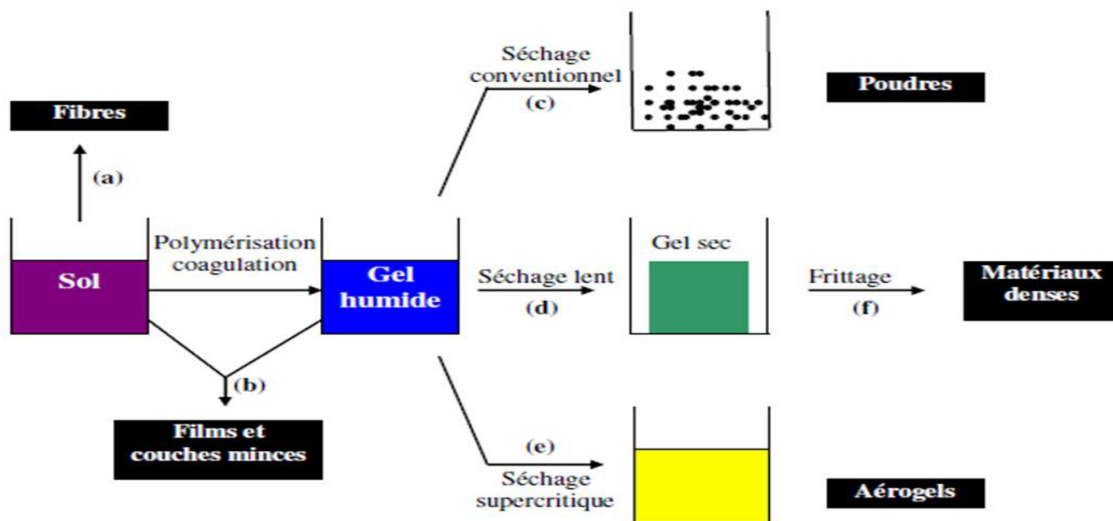 Séchage
conventionnel
(c)
Poudres
Fibres
(a)
Polymérisation
coagulation
Sol
Gel
humide
Séchage lent
(d)
Gel sec
Frittage
(f)
Matériaux
denses
(b)
Films et
couches minces
(e)
Séchage
supercritique
Aérogels